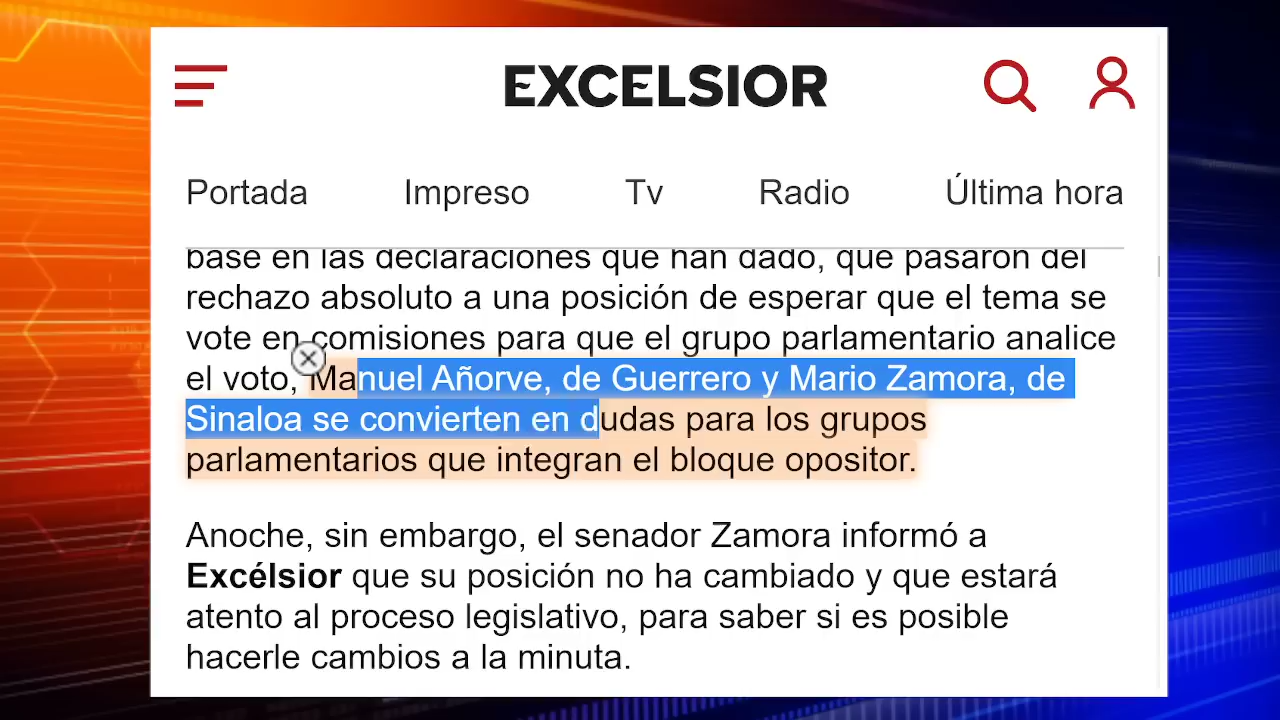 EXCELSIOR
Portada Impreso Tv Radio Última hora
base en las declaraciones que han dado, que pasaron del
rechazo absoluto a una posición de esperar que el tema se
vote en comisiones para que el grupo parlamentario analice
el voto, Manuel Añorve, de Guerrero y Mario Zamora, de
Sinaloa se convierten en dudas para los grupos
parlamentarios que integran el bloque opositor.
Anoche, sin embargo, el senador Zamora informó a
Excélsior que su posición no ha cambiado y que estará
atento al proceso legislativo, para saber si es posible
hacerle cambios a la minuta.